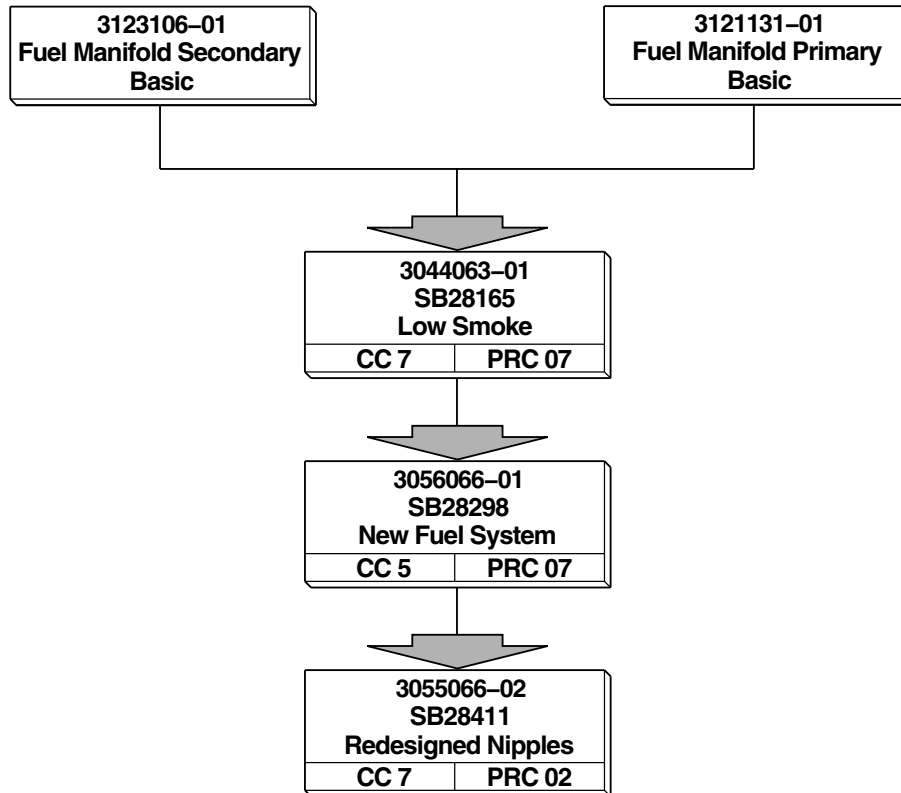 3123106–01
Fuel Manifold Secondary
Basic
3121131–01
Fuel Manifold Primary
Basic
3044063–01
SB28165
Low Smoke
CC 7 PRC 07
3056066–01
SB28298
New Fuel System
CC 5 PRC 07
3055066–02
SB28411
Redesigned Nipples
CC 7 PRC 02